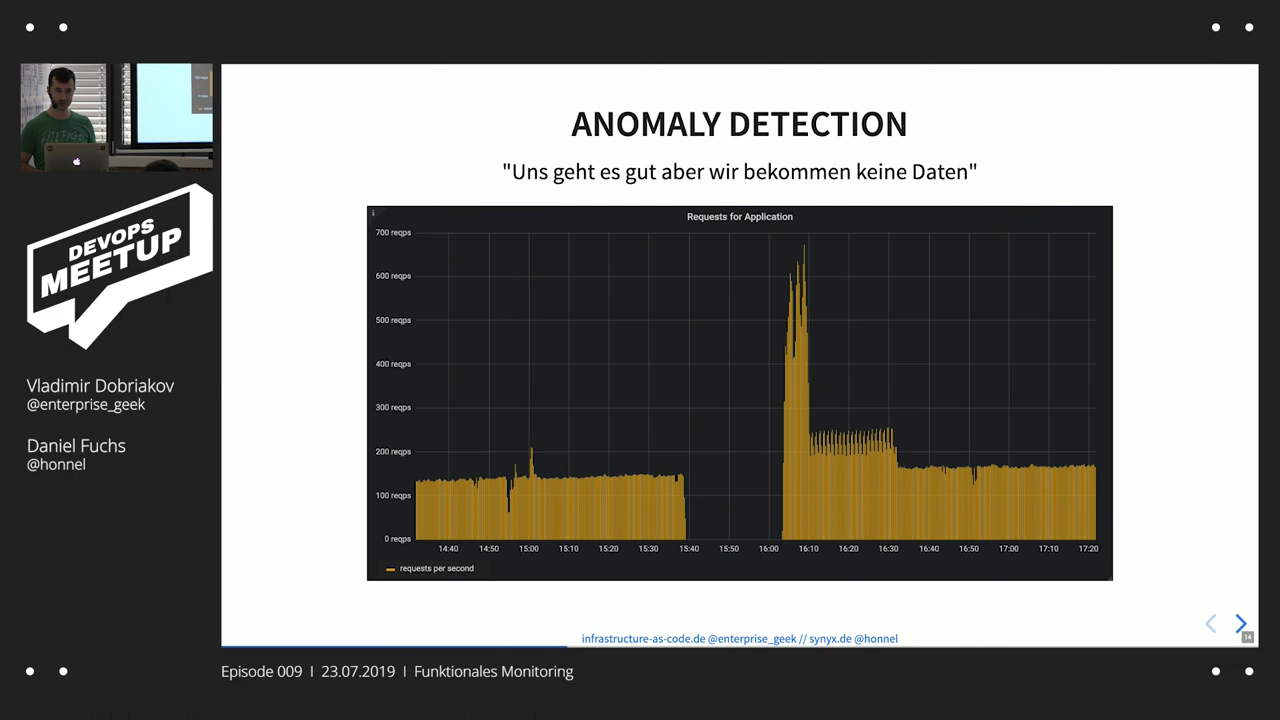 DEVOPS
MEETUP
Vladimir Dobriakov
@enterprise_geek
Daniel Fuchs
@honnel
ANOMALY DETECTION
"Uns geht es gut aber wir bekommen keine Daten"
Requests for Application
700 reqps
600 reqps
500 reqps
400 reqps
300 reqps
200 reqps
100 reqps
0 reqps
14:40 14:50 15:00 15:10 15:20 15:30 15:40 15:50 16:00 16:10 16:20 16:30 16:40 16:50 17:00 17:10 17:20
requests per second
infrastructure-as-code.de @enterprise_geek // synyx.de @honnel
14
Episode 009 | 23.07.2019 | Funktionales Monitoring